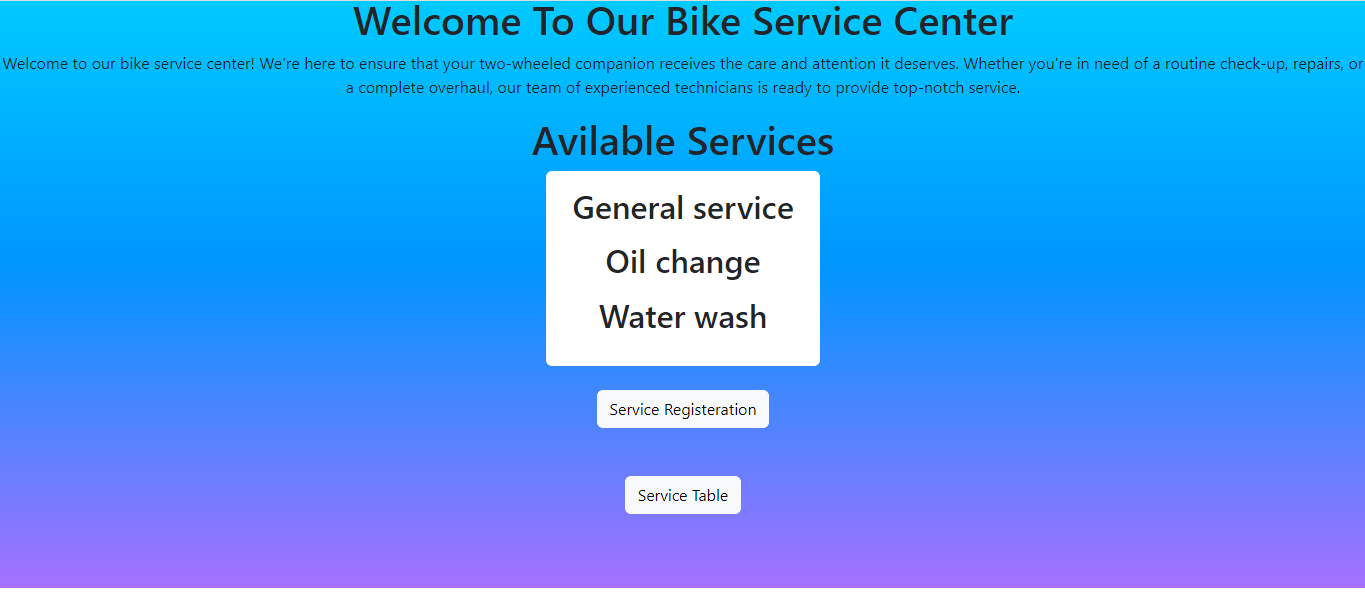 Welcome To Our Bike Service Center
Welcome to our bike service center! We're here to ensure that your two-wheeled companion receives the care and attention it deserves. Whether you're in need of a routine check-up, repairs, or
a complete overhaul, our team of experienced technicians is ready to provide top-notch service.
Avilable Services
General service
Oil change
Water wash
Service Registeration
Service Table